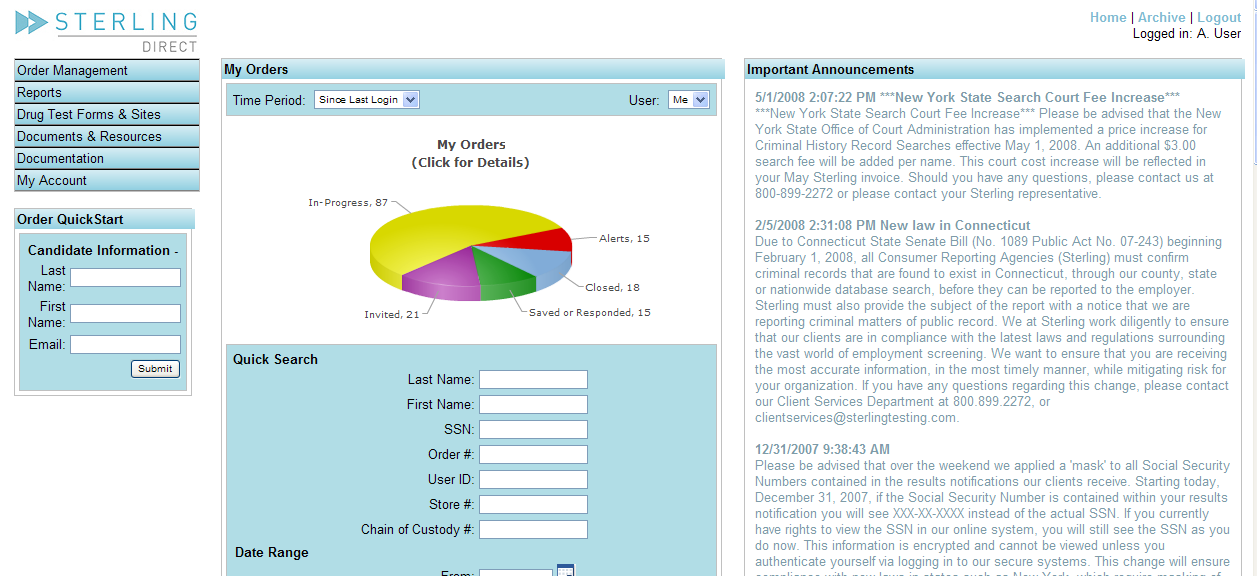 STERLING
DIRECT
Home | Archive | Logout
Logged in: A. User
Order Management
Reports
Drug Test Forms & Sites
Documents & Resources
Documentation
My Account
Order QuickStart
Candidate Information -
Last
Name:
First
Name:
Email:
Submit
My Orders
Time Period: Since Last Login User: Me
My Orders
(Click for Details)
In-Progress, 87
Alerts, 15
Closed, 18
Saved or Responded, 15
Invited, 21
Quick Search
Last Name:
First Name:
SSN:
Order #:
User ID:
Store #:
Chain of Custody #:
Date Range
From:
Important Announcements
5/1/2008 2:07:22 PM ***New York State Search Court Fee Increase***
***New York State Search Court Fee Increase*** Please be advised that the New
York State Office of Court Administration has implemented a price increase for
Criminal History Record Searches effective May 1, 2008. An additional $3.00
search fee will be added per name. This court cost increase will be reflected in
your May Sterling invoice. Should you have any questions, please contact us at
800-899-2272 or please contact your Sterling representative.
2/5/2008 2:31:08 PM New law in Connecticut
Due to Connecticut State Senate Bill (No. 1089 Public Act No. 07-243) beginning
February 1, 2008, all Consumer Reporting Agencies (Sterling) must confirm
criminal records that are found to exist in Connecticut, through our county, state
or nationwide database search, before they can be reported to the employer.
Sterling must also provide the subject of the report with a notice that we are
reporting criminal matters of public record. We at Sterling work diligently to ensure
that our clients are in compliance with the latest laws and regulations surrounding
the vast world of employment screening. We want to ensure that you are receiving
the most accurate information, in the most timely manner, while mitigating risk for
your organization. If you have any questions regarding this change, please contact
our Client Services Department at 800.899.2272, or
clientservices@sterlingtesting.com.
12/31/2007 9:38:43 AM
Please be advised that over the weekend we applied a 'mask' to all Social Security
Numbers contained in the results notifications our clients receive. Starting today,
December 31, 2007, if the Social Security Number is contained within your results
notification you will see XXX-XX-XXXX instead of the actual SSN. If you currently
have rights to view the SSN in our online system, you will still see the SSN as you
do now. This information is encrypted and cannot be viewed unless you
authenticate yourself via logging in to our secure systems. This change will ensure
compliance with new laws in states such as New York, which require masking of